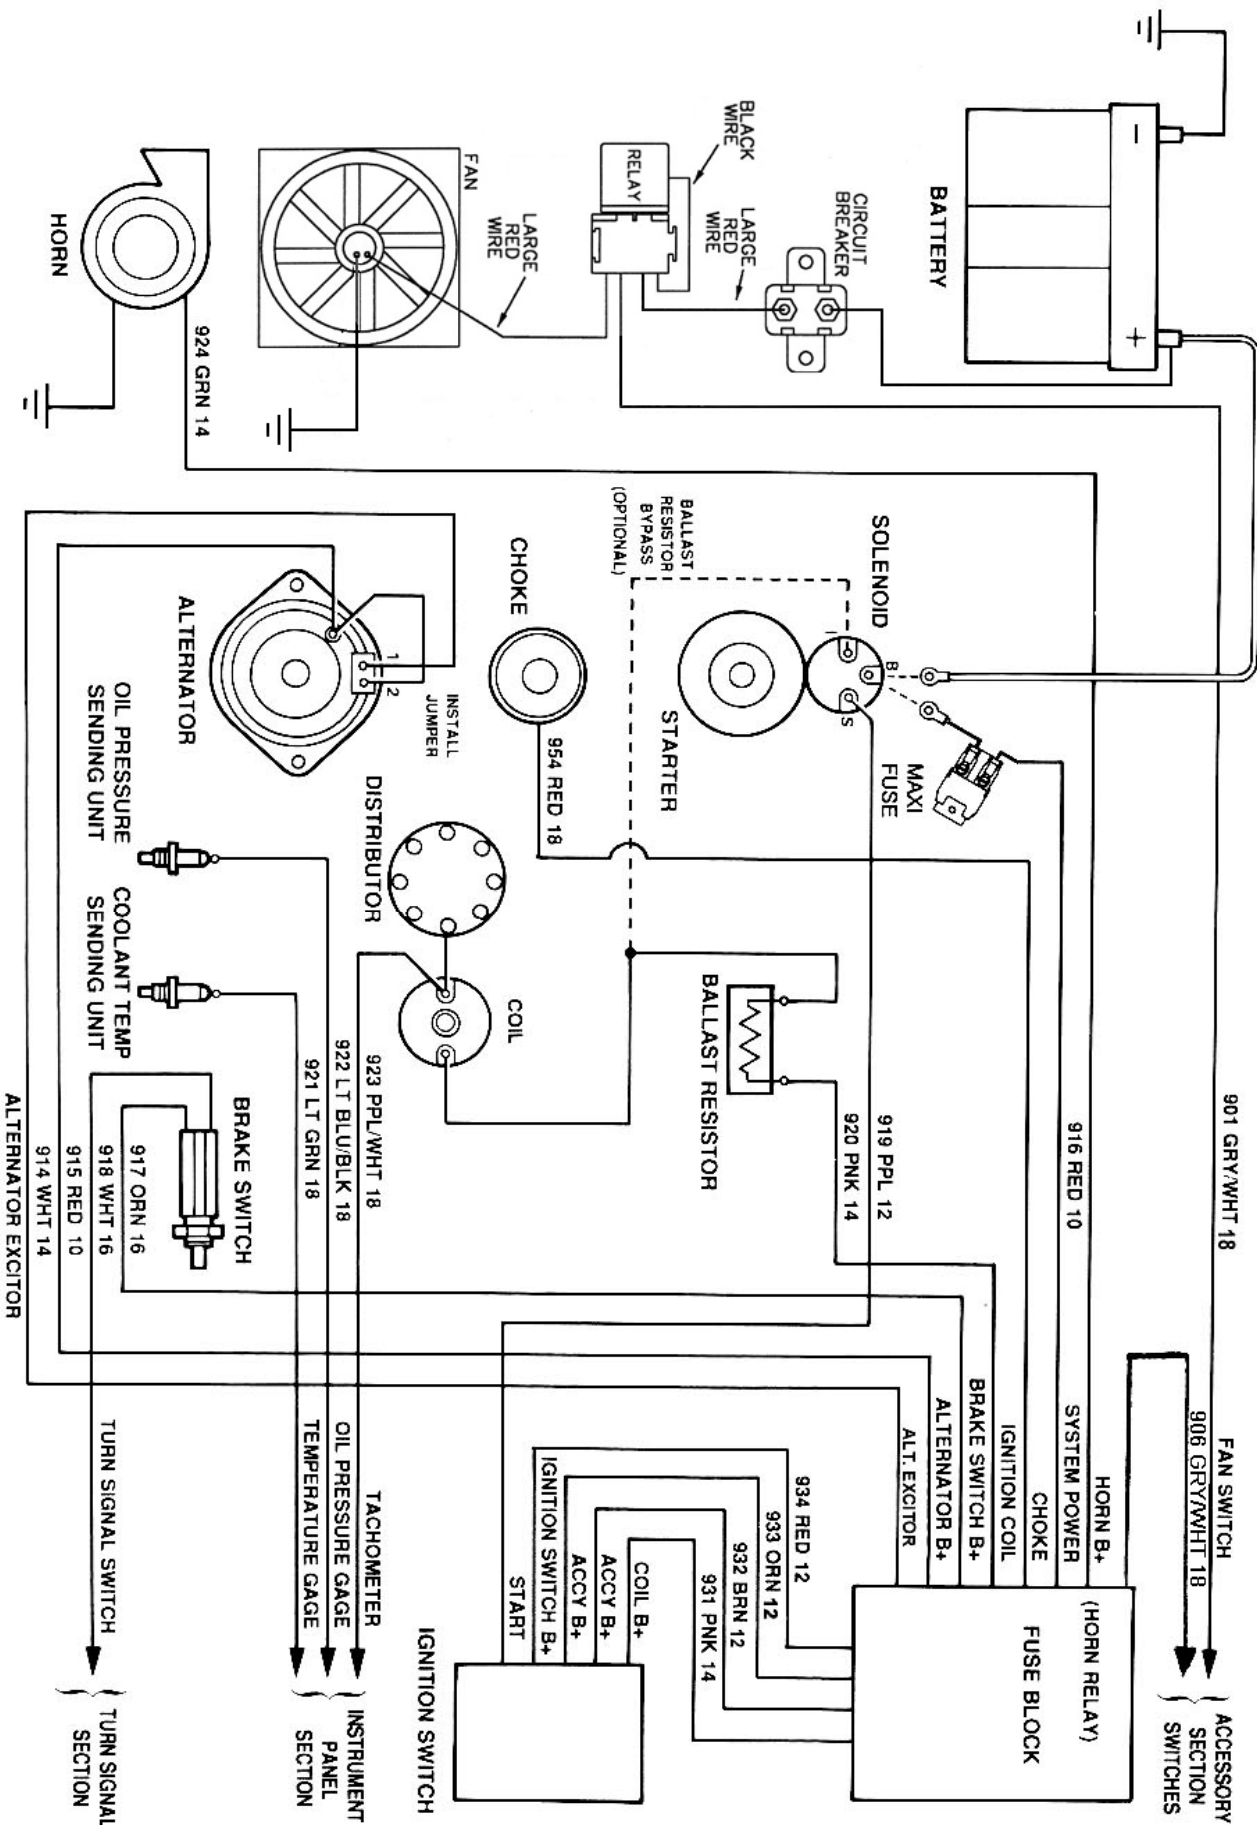 BATTERY
-
+
CIRCUIT
BREAKER
BLACK
WIRE
LARGE
RED
WIRE
RELAY
FAN
LARGE
RED
WIRE
HORN
924 GRN 14
SOLENOID
I
B
S
BALLAST
RESISTOR
BYPASS
(OPTIONAL)
STARTER
MAXI
FUSE
CHOKE
954 RED 18
ALTERNATOR
1
2
INSTALL
JUMPER
DISTRIBUTOR
COIL
BALLAST RESISTOR
OIL PRESSURE
SENDING UNIT
COOLANT TEMP
SENDING UNIT
BRAKE SWITCH
901 GRY/WHT 18
916 RED 10
919 PPL 12
920 PNK 14
923 PPL/WHT 18
922 LT BLU/BLK 18
921 LT GRN 18
917 ORN 16
918 WHT 16
915 RED 10
914 WHT 14
ALTERNATOR EXCITOR
FAN SWITCH
906 GRY/WHT 18
HORN B+
SYSTEM POWER
CHOKE
IGNITION COIL
BRAKE SWITCH B+
ALTERNATOR B+
ALT. EXCITOR
934 RED 12
933 ORN 12
932 BRN 12
931 PNK 14
COIL B+
ACCY B+
ACCY B+
IGNITION SWITCH B+
START
TACHOMETER
OIL PRESSURE GAGE
TEMPERATURE GAGE
TURN SIGNAL SWITCH
(HORN RELAY)
FUSE BLOCK
IGNITION SWITCH
ACCESSORY
SECTION
SWITCHES
INSTRUMENT
PANEL
SECTION
TURN SIGNAL
SECTION